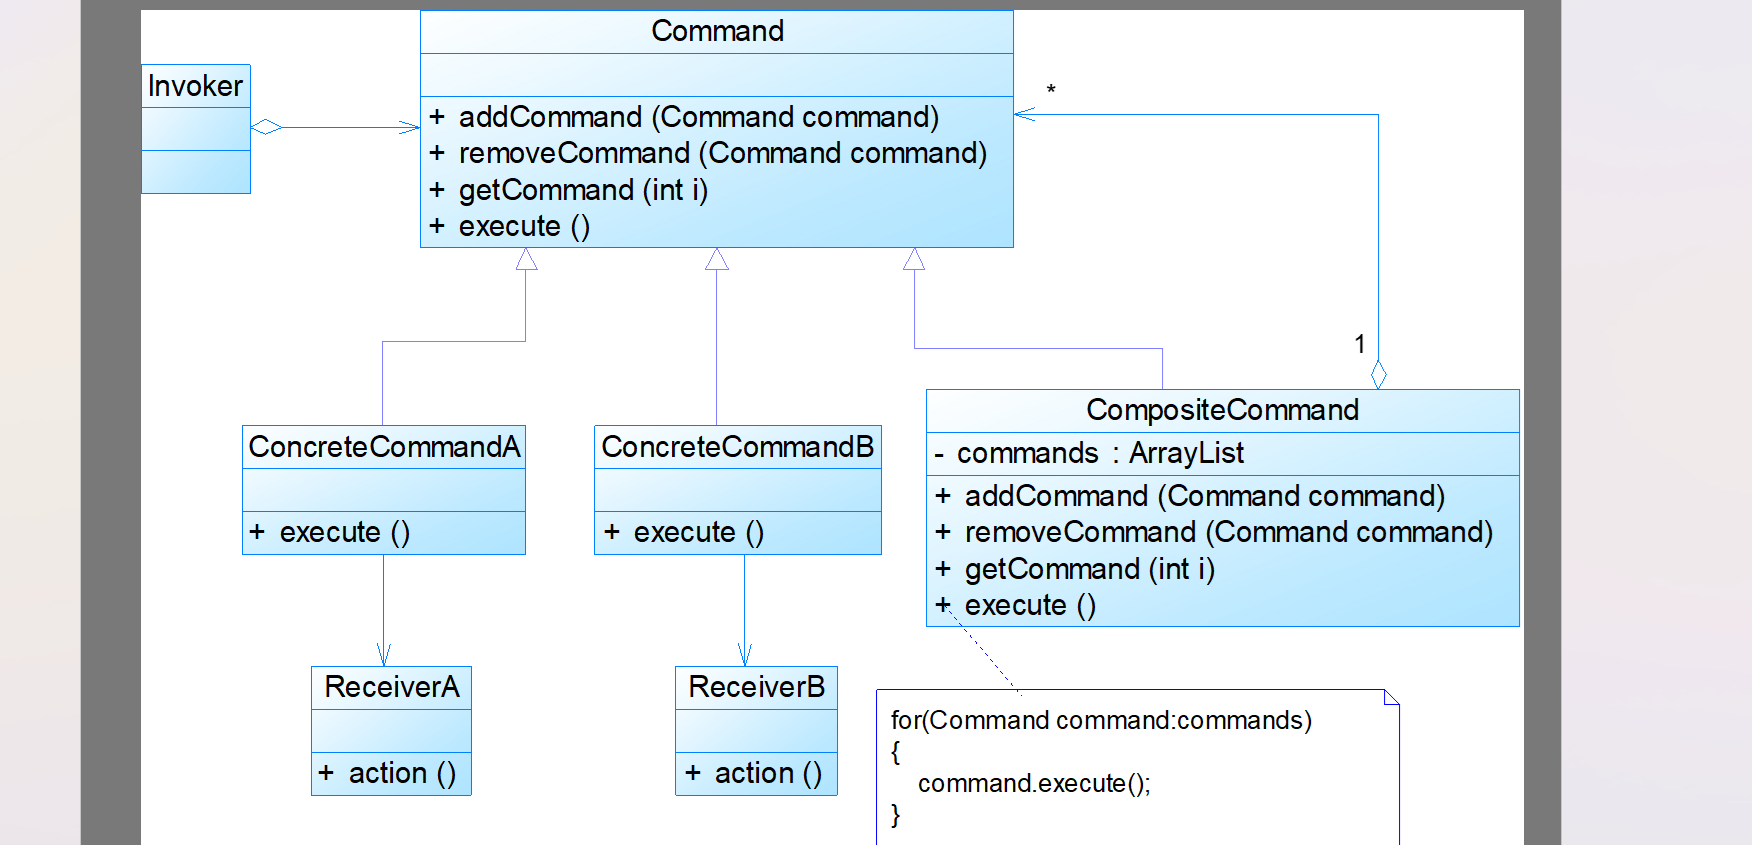 Command
Invoker
+ addCommand (Command command)
+ removeCommand (Command command)
+ getCommand (int i)
+ execute ()
*
1
CompositeCommand
- commands : ArrayList
+ addCommand (Command command)
+ removeCommand (Command command)
+ getCommand (int i)
+ execute ()
ConcreteCommandA
+ execute ()
ConcreteCommandB
+ execute ()
ReceiverA
+ action ()
ReceiverB
+ action ()
for(Command command:commands)
{
command.execute();
}